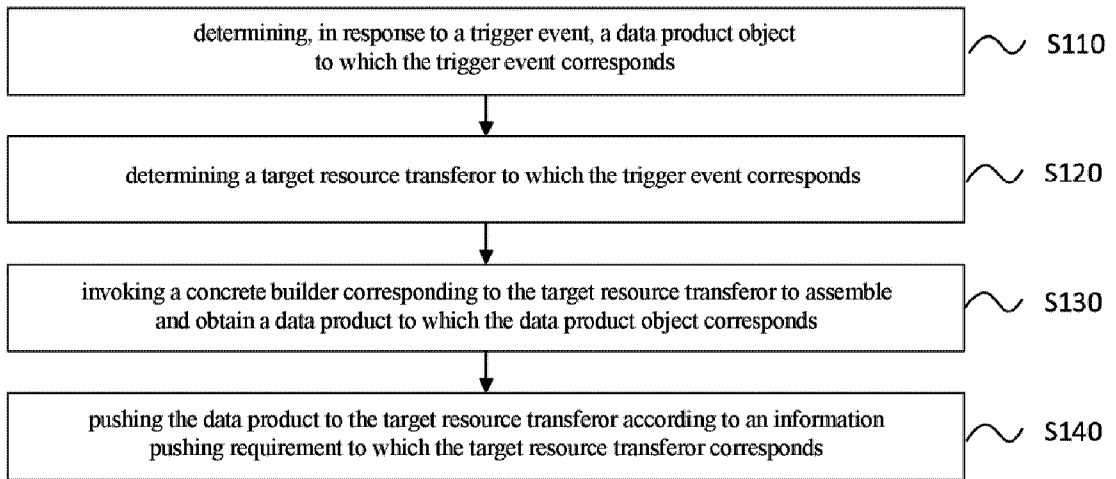 determining, in response to a trigger event, a data product object
to which the trigger event corresponds
S110
determining a target resource transferor to which the trigger event corresponds
S120
invoking a concrete builder corresponding to the target resource transferor to assemble
and obtain a data product to which the data product object corresponds
S130
pushing the data product to the target resource transferor according to an information
pushing requirement to which the target resource transferor corresponds
S140